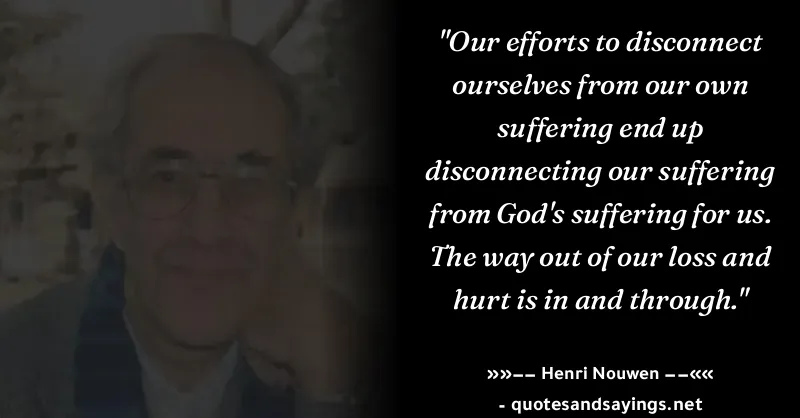 "Our efforts to disconnect
ourselves from our own
suffering end up
disconnecting our suffering
from God's suffering for us.
The way out of our loss and
hurt is in and through."
»»−− Henri Nouwen −−««
- quotesandsayings.net